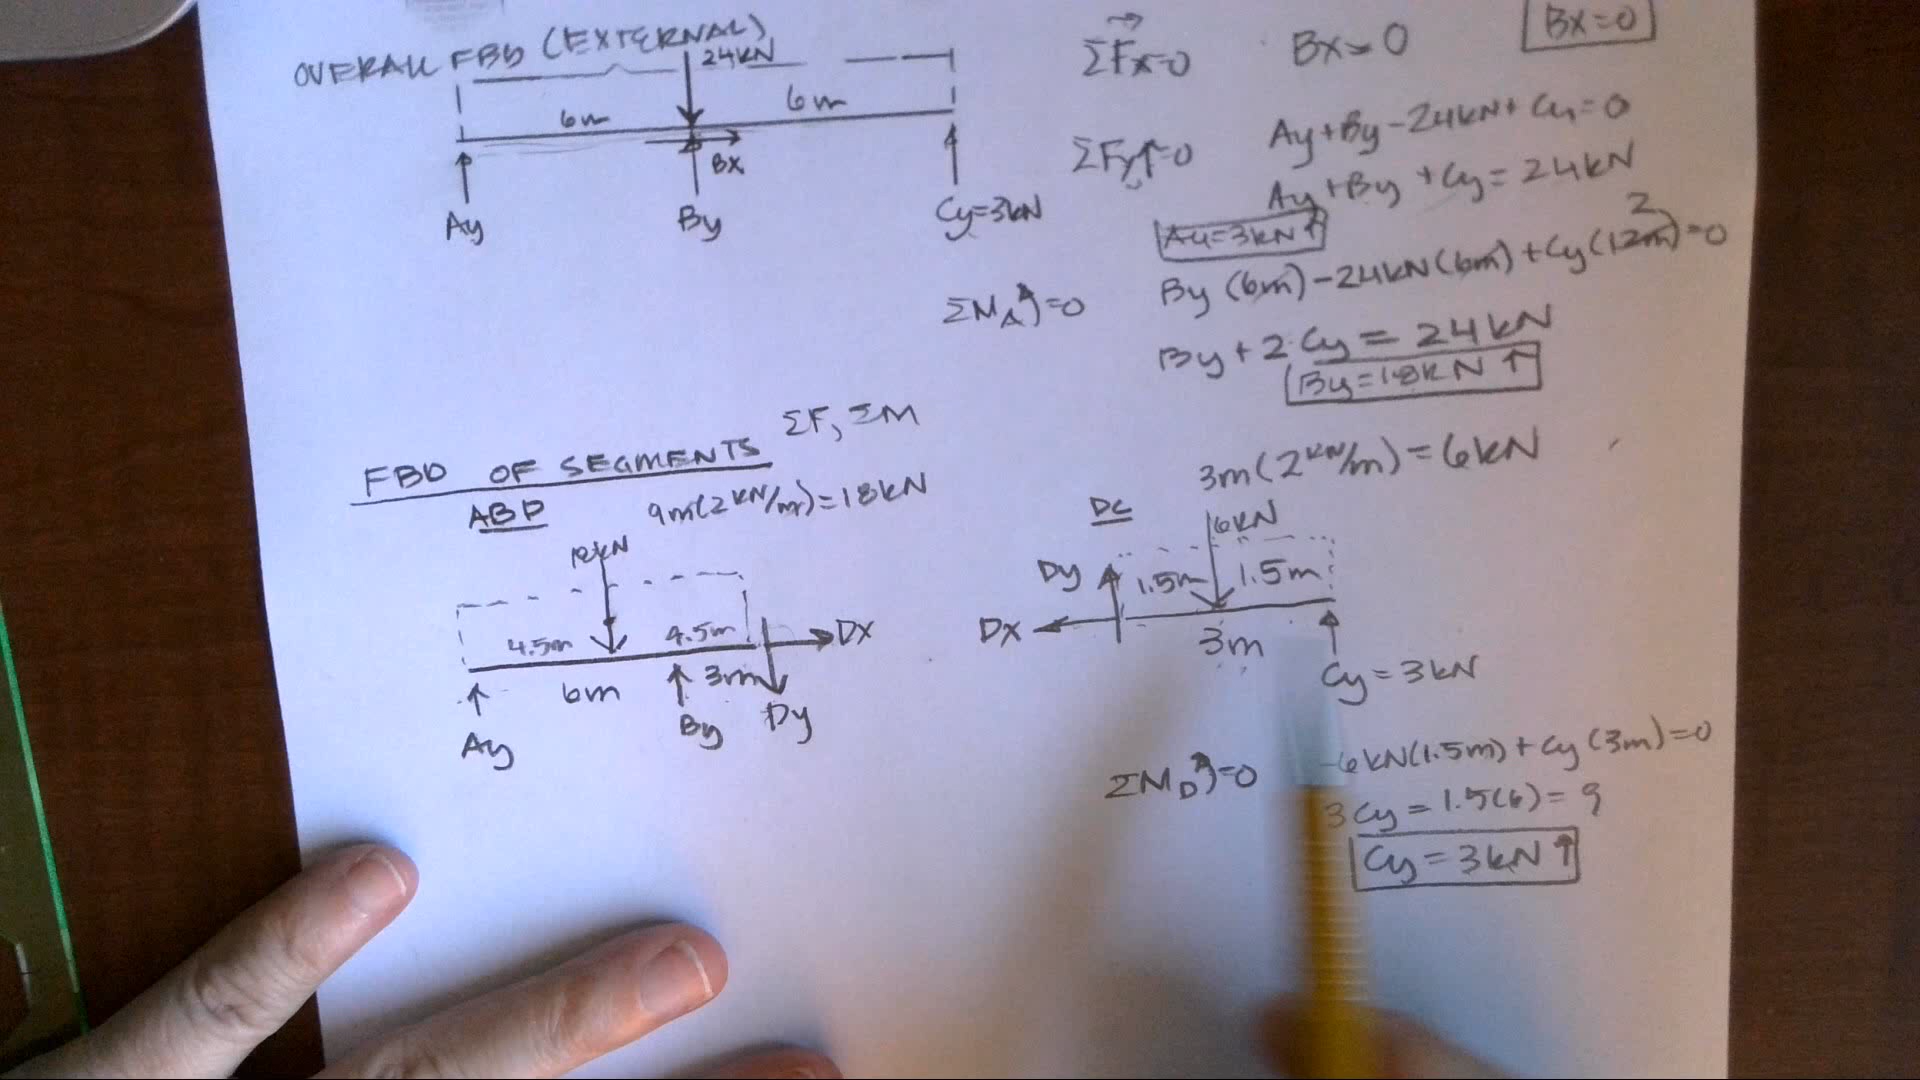 OVERALL FBD (EXTERNAL)
24KN
6m
6m
BX
Ay
By
Cy=3KN
ΣFx=0
BX=0
BX=0
ΣFy↑=0
Ay+By-24KN+Cy=0
Ay+By+Cy=24KN
Ay=3KN↑
2
ΣMA=0
By(6m)-24KN(6m)+Cy(12m)=0
By+2Cy=24KN
By=18KN↑
FBD OF SEGMENTS ΣF, ΣM
ABD
9m(2KN/m)=18KN
18KN
4.5m
4.5m
DX
6m
3m
Ay
By
Dy
3m(2KN/m)=6KN
DC
6KN
Dy
1.5m
1.5m
DX
3m
Cy=3KN
ΣMD=0
-6KN(1.5m)+Cy(3m)=0
3Cy=1.5(6)=9
Cy=3KN↑